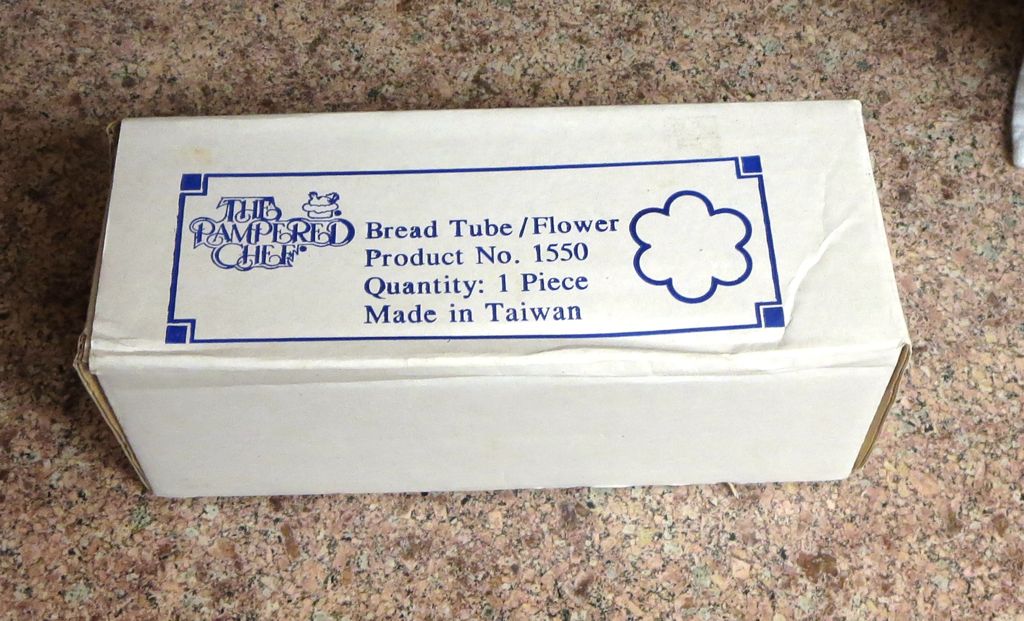 THE
PAMPERED
CHEF
Bread Tube/Flower
Product No. 1550
Quantity: 1 Piece
Made in Taiwan